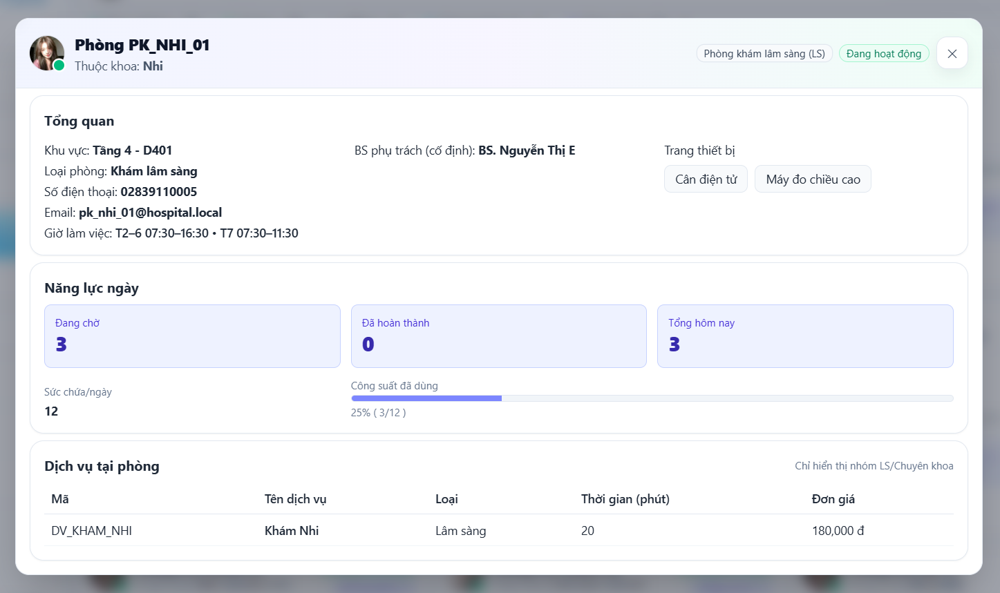 Phòng PK_NHI_01
Thuộc khoa: Nhi
Phòng khám lâm sàng (LS)
Đang hoạt động
Tổng quan
Khu vực: Tầng 4 - D401
Loại phòng: Khám lâm sàng
Số điện thoại: 02839110005
Email: pk_nhi_01@hospital.local
Giờ làm việc: T2–6 07:30–16:30 • T7 07:30–11:30
BS phụ trách (cố định): BS. Nguyễn Thị E
Trang thiết bị
Cân điện tử
Máy đo chiều cao
Năng lực ngày
Đang chờ
3
Đã hoàn thành
0
Tổng hôm nay
3
Sức chứa/ngày
12
Công suất đã dùng
25% ( 3/12 )
Dịch vụ tại phòng
Chỉ hiển thị nhóm LS/Chuyên khoa
Mã Tên dịch vụ Loại Thời gian (phút) Đơn giá
DV_KHAM_NHI Khám Nhi Lâm sàng 20 180,000 đ